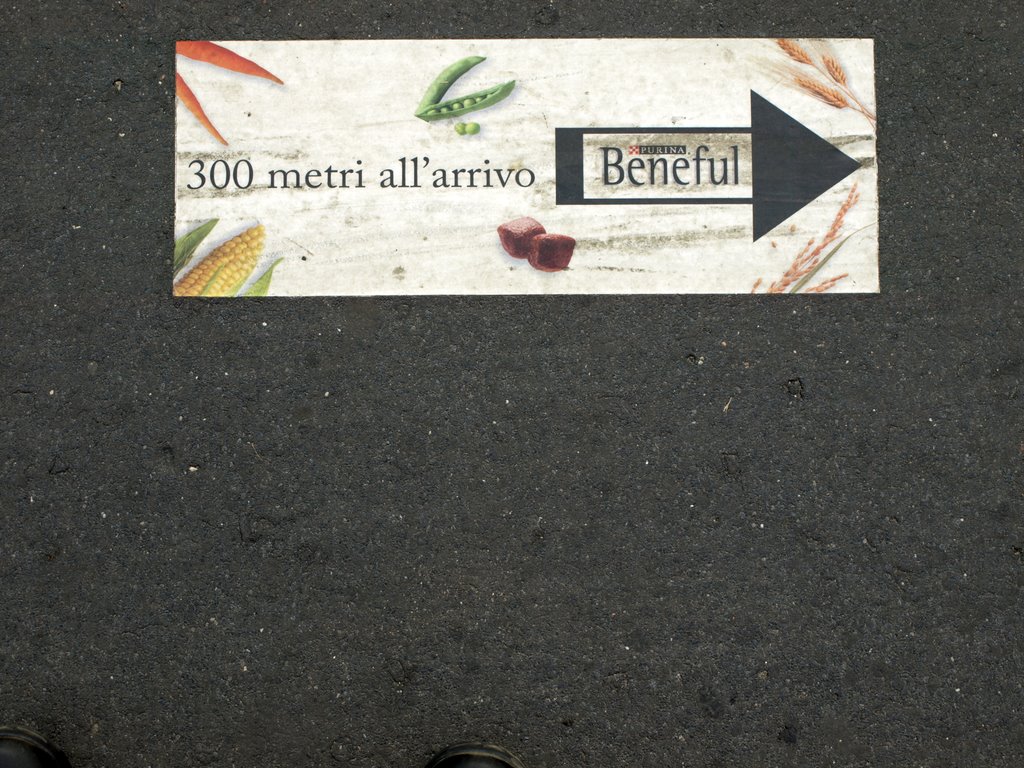 300 metri all'arrivo
PURINA
Beneful